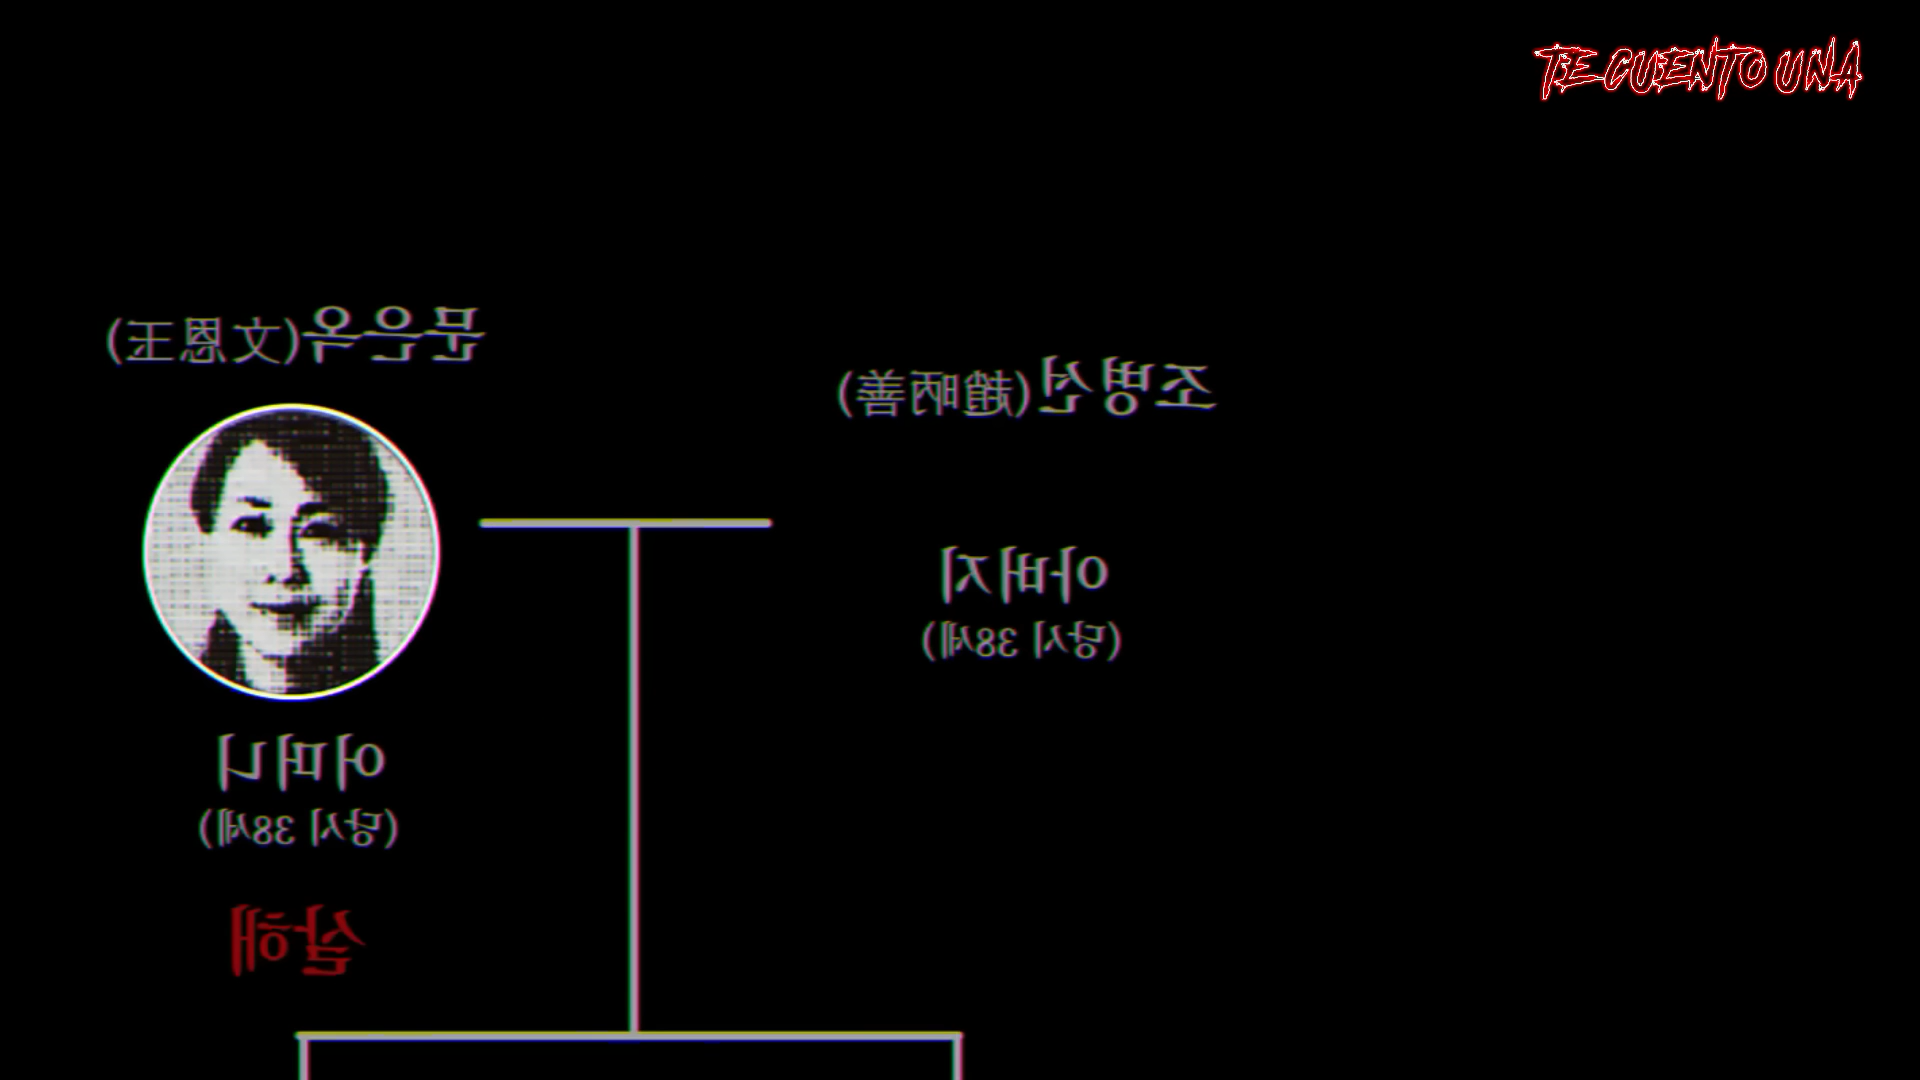 TE CUENTO UNA
문은옥(文恩玉)
조병선(趙昞善)
아버지
(당시 38세)
어머니
(당시 38세)
살해